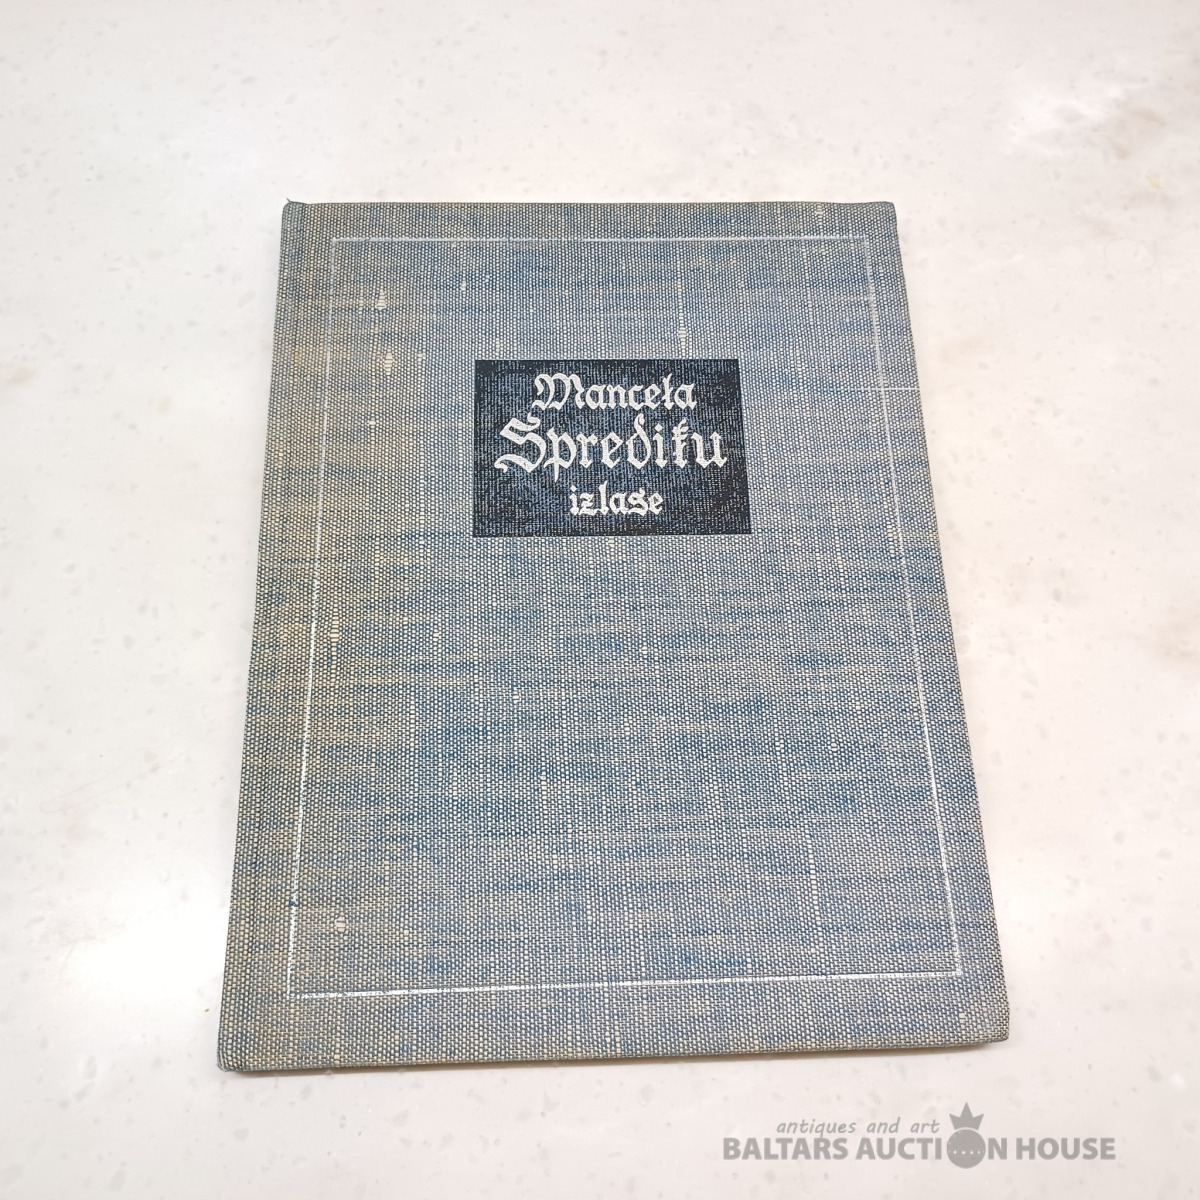 Manceļa
Sprediķu
izlase
antiques and art
BALTARS AUCTION HOUSE